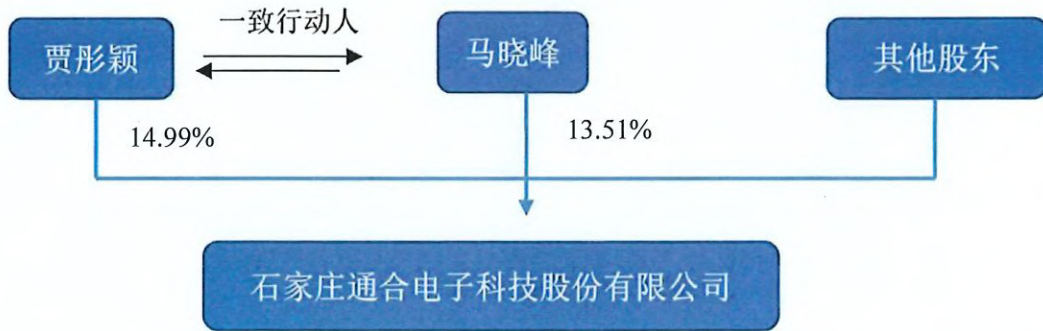 一致行动人
贾彤颖
马晓峰
其他股东
14.99%
13.51%
石家庄通合电子科技股份有限公司